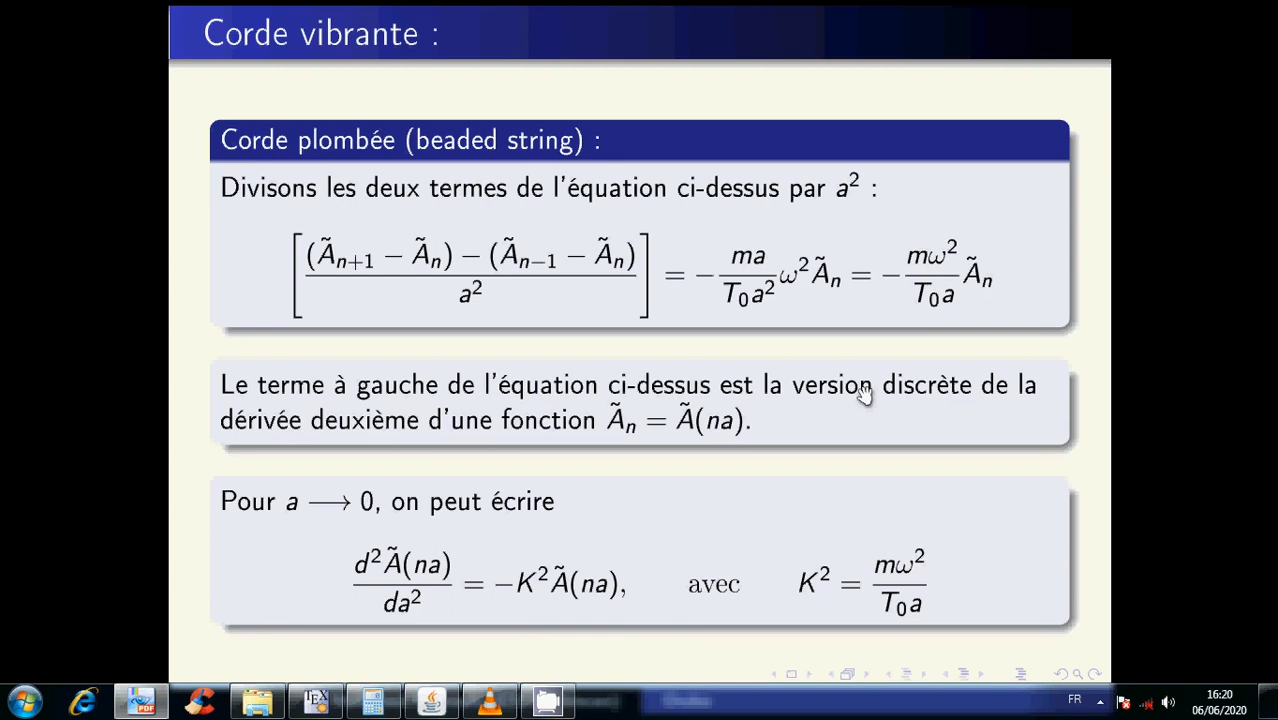 Corde vibrante :
Corde plombée (beaded string) :
Divisons les deux termes de l'équation ci-dessus par a² :
[ ((Ã_{n+1} − Ã_n) − (Ã_{n−1} − Ã_n)) / a² ] = − (ma / T₀a²) ω² Ã_n = − (mω² / T₀a) Ã_n
Le terme à gauche de l'équation ci-dessus est la version discrète de la
dérivée deuxième d'une fonction Ã_n = Ã(na).
Pour a ⟶ 0, on peut écrire
d²Ã(na) / da² = −K²Ã(na), avec K² = mω² / T₀a
FR
16:20
06/06/2020